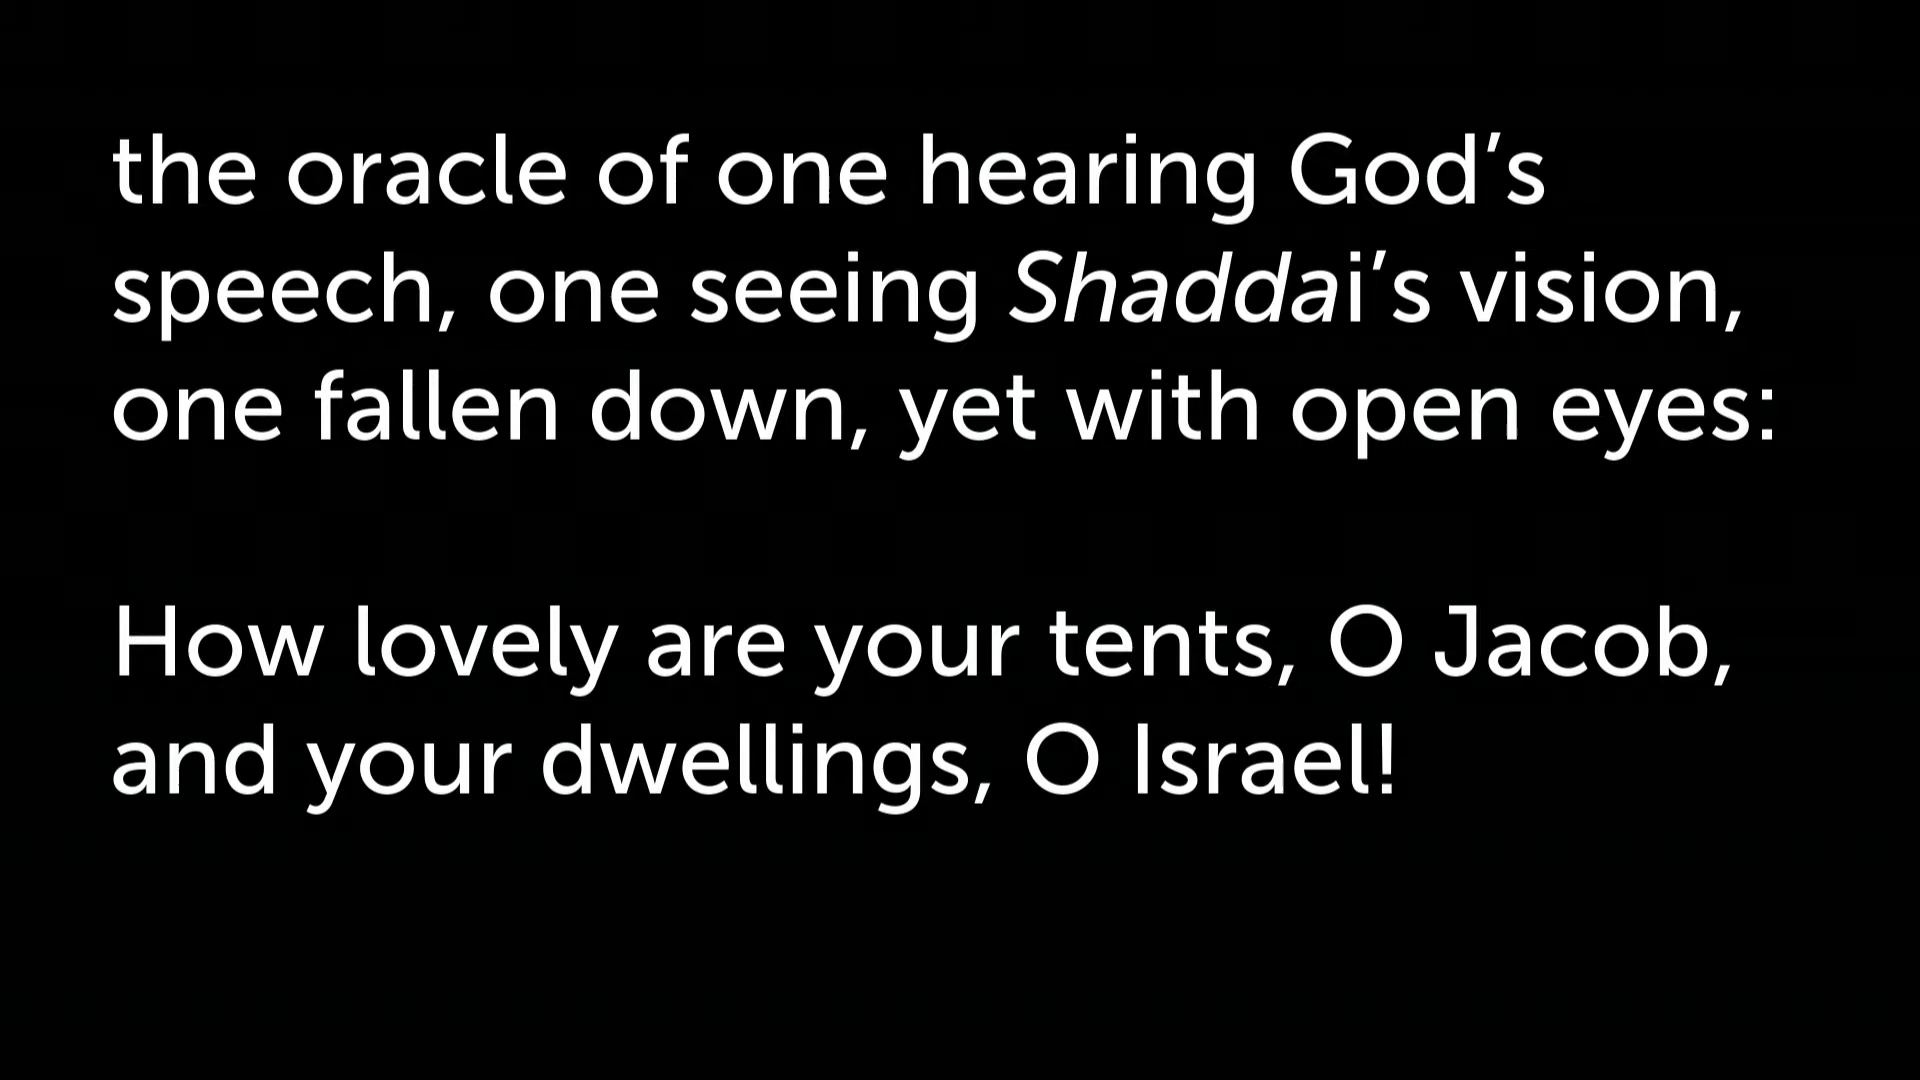 the oracle of one hearing God’s
speech, one seeing Shaddai’s vision,
one fallen down, yet with open eyes:
How lovely are your tents, O Jacob,
and your dwellings, O Israel!